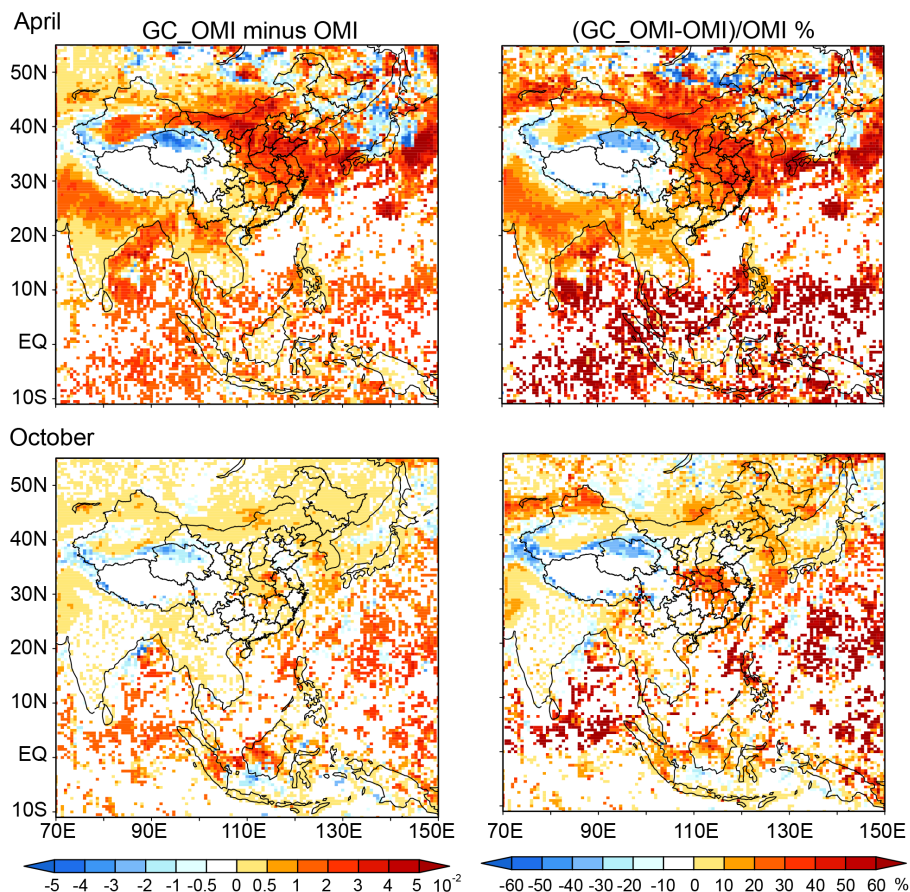 April
GC_OMI minus OMI
(GC_OMI-OMI)/OMI %
50N
40N
30N
20N
10N
EQ
10S
October
50N
40N
30N
20N
10N
EQ
10S
70E 90E 110E 130E 150E
70E 90E 110E 130E 150E
-5 -4 -3 -2 -1 -0.5 0 0.5 1 2 3 4 5 10-2
-60 -50 -40 -30 -20 -10 0 10 20 30 40 50 60 %